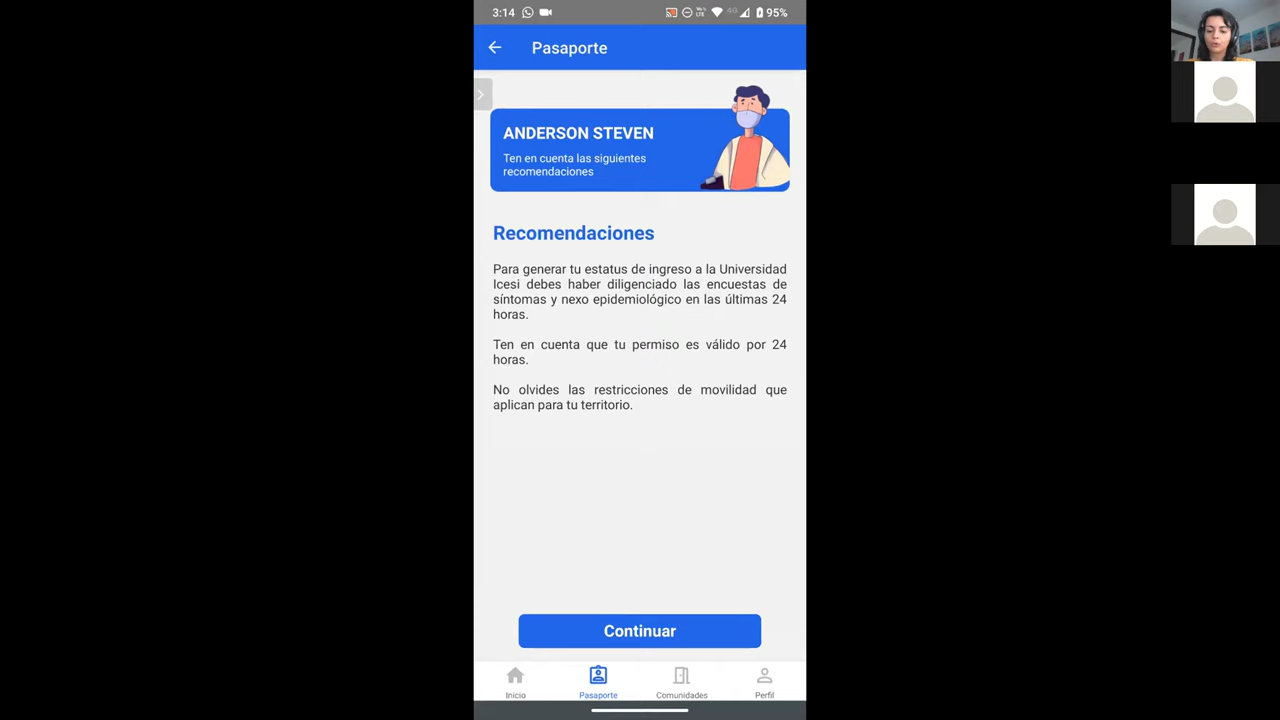 3:14
95%
Pasaporte
ANDERSON STEVEN
Ten en cuenta las siguientes
recomendaciones
Recomendaciones
Para generar tu estatus de ingreso a la Universidad
Icesi debes haber diligenciado las encuestas de
síntomas y nexo epidemiológico en las últimas 24
horas.
Ten en cuenta que tu permiso es válido por 24
horas.
No olvides las restricciones de movilidad que
aplican para tu territorio.
Continuar
Inicio
Pasaporte
Comunidades
Perfil